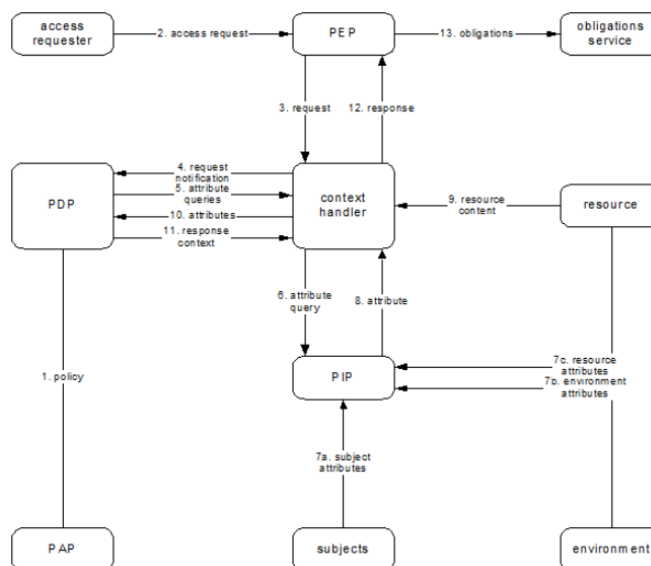 access
requester
2. access request
PEP
13. obligations
obligations
service
3. request
12. response
4. request
notification
5. attribute
queries
10. attributes
11. response
context
PDP
context
handler
9. resource
content
resource
6. attribute
query
8. attribute
1. policy
PIP
7c. resource
attributes
7b. environment
attributes
7a. subject
attributes
PAP
subjects
environment